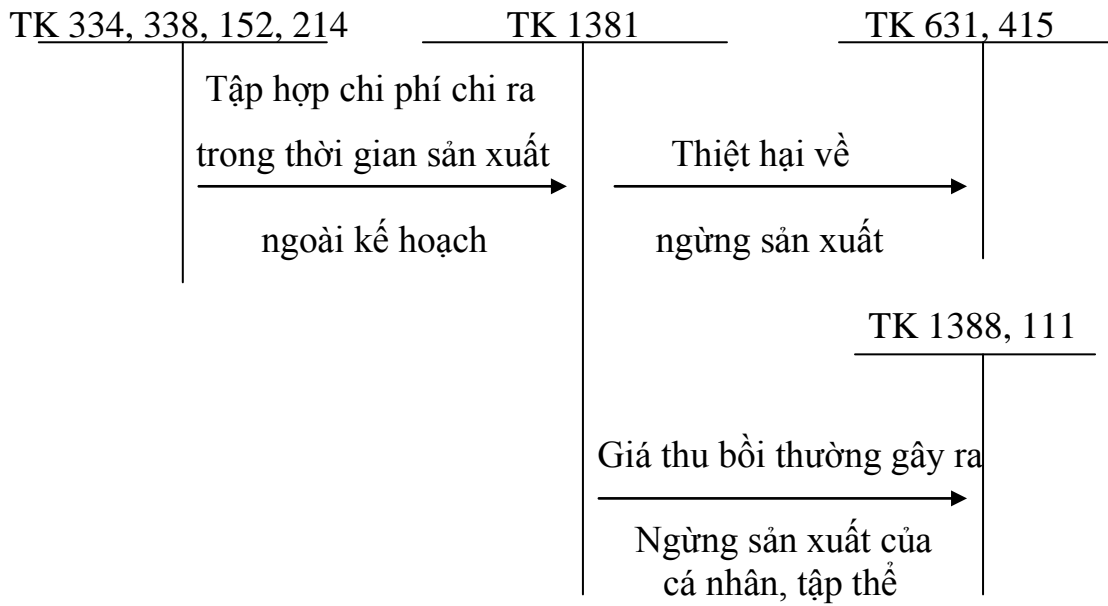 TK 334, 338, 152, 214
TK 1381
TK 631, 415
Tập hợp chi phí chi ra
trong thời gian sản xuất
ngoài kế hoạch
Thiệt hại về
ngừng sản xuất
TK 1388, 111
Giá thu bồi thường gây ra
Ngừng sản xuất của
cá nhân, tập thể